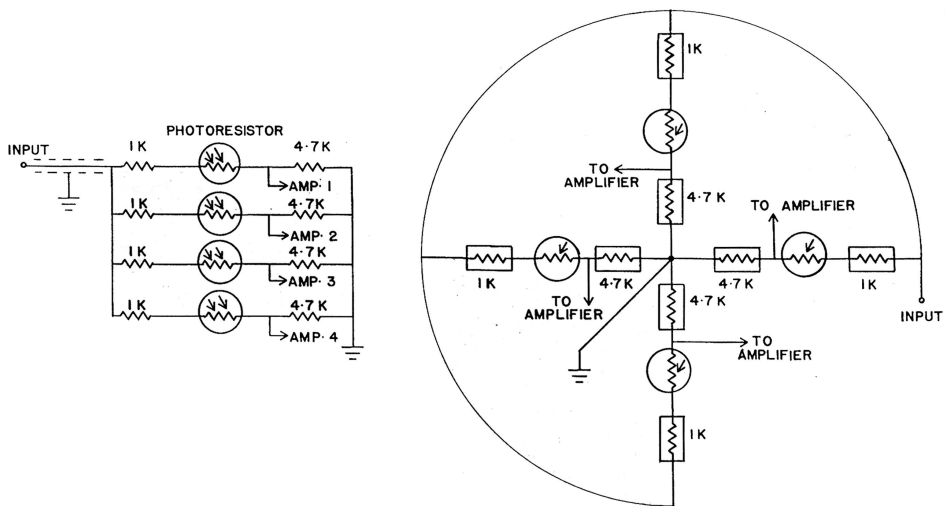 PHOTORESISTOR
INPUT
1K
4.7K
AMP. 1
1K
4.7K
AMP. 2
1K
4.7K
AMP. 3
1K
4.7K
AMP. 4
1K
TO
AMPLIFIER
4.7K
TO AMPLIFIER
1K
4.7K
TO
AMPLIFIER
4.7K
1K
4.7K
INPUT
TO
AMPLIFIER
1K